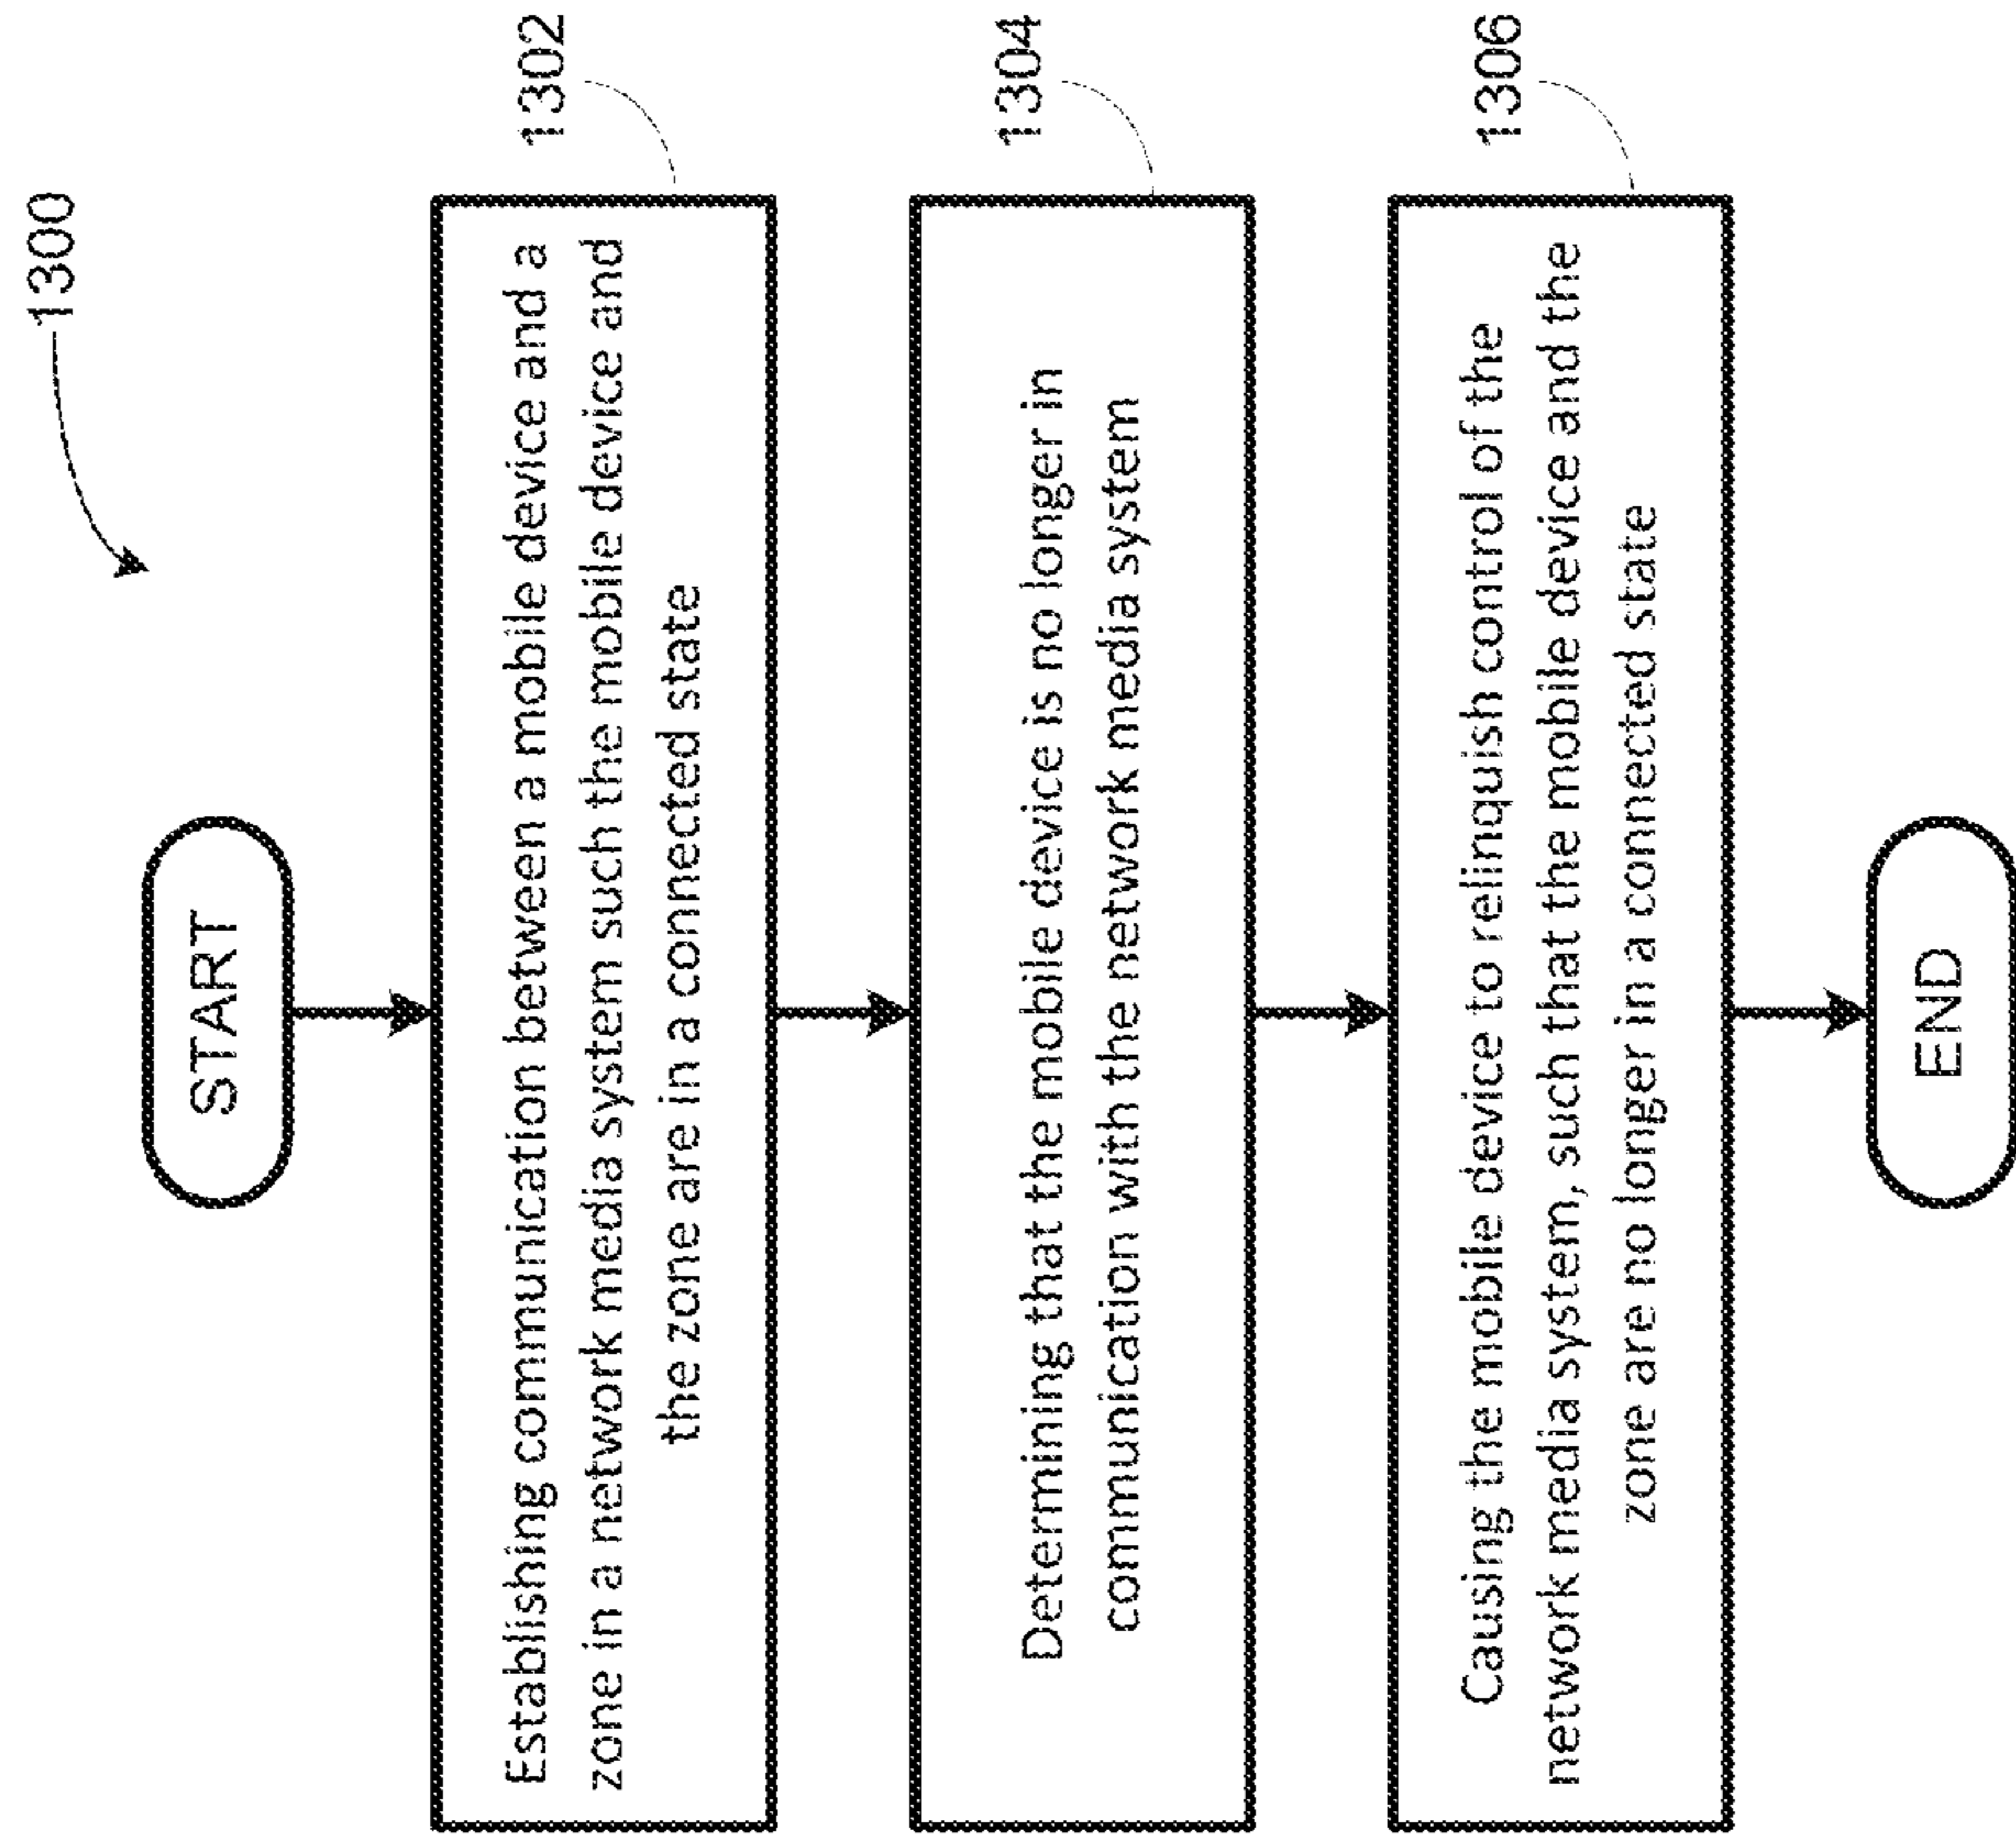 1300
START
Establishing communication between a mobile device and a
zone in a network media system such the mobile device and
the zone are in a connected state
1302
Determining that the mobile device is no longer in
communication with the network media system
1304
Causing the mobile device to relinquish control of the
network media system, such that the mobile device and the
zone are no longer in a connected state
1306
END